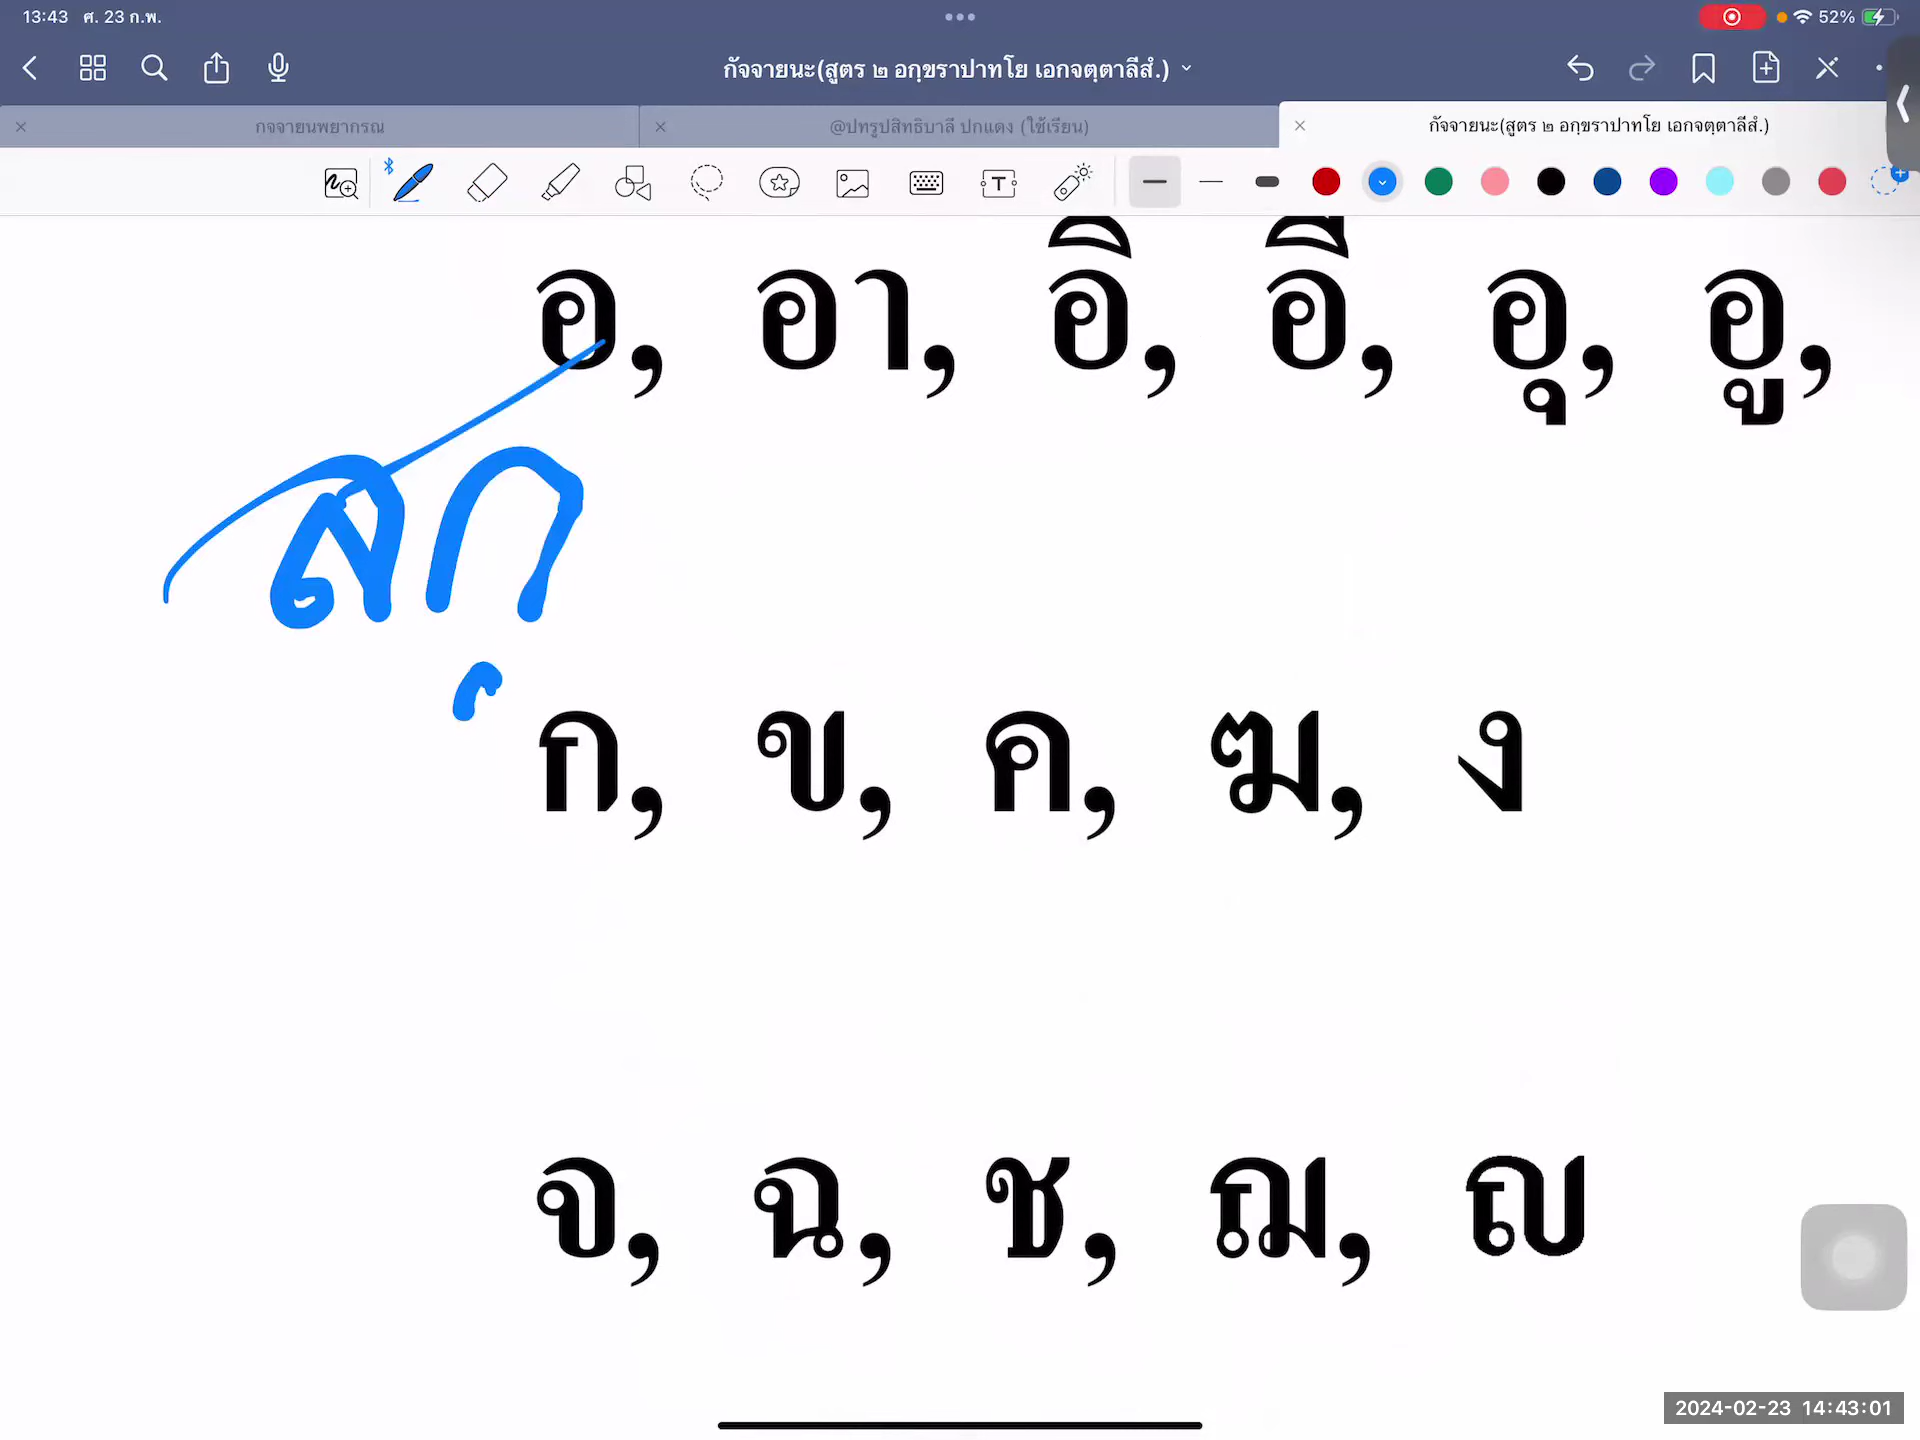 13:43 ศ. 23 ก.พ.
52%
กัจจายนะ(สูตร ๒ อกฺขราปาทโย เอกจตฺตาลีสํ.)
กจจายนพยากรณ
@ปทรูปสิทธิบาลี ปกแดง (ใช้เรียน)
กัจจายนะ(สูตร ๒ อกฺขราปาทโย เอกจตฺตาลีสํ.)
อ, อา, อิ, อี, อุ, อู,
สกุ
ก, ข, ค, ฆ, ง
จ, ฉ, ช, ฌ, ญ
2024-02-23 14:43:01